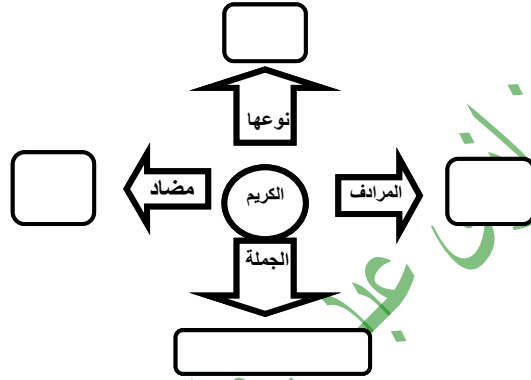 نوعها
المرادف
الكريم
مضاد
الجملة